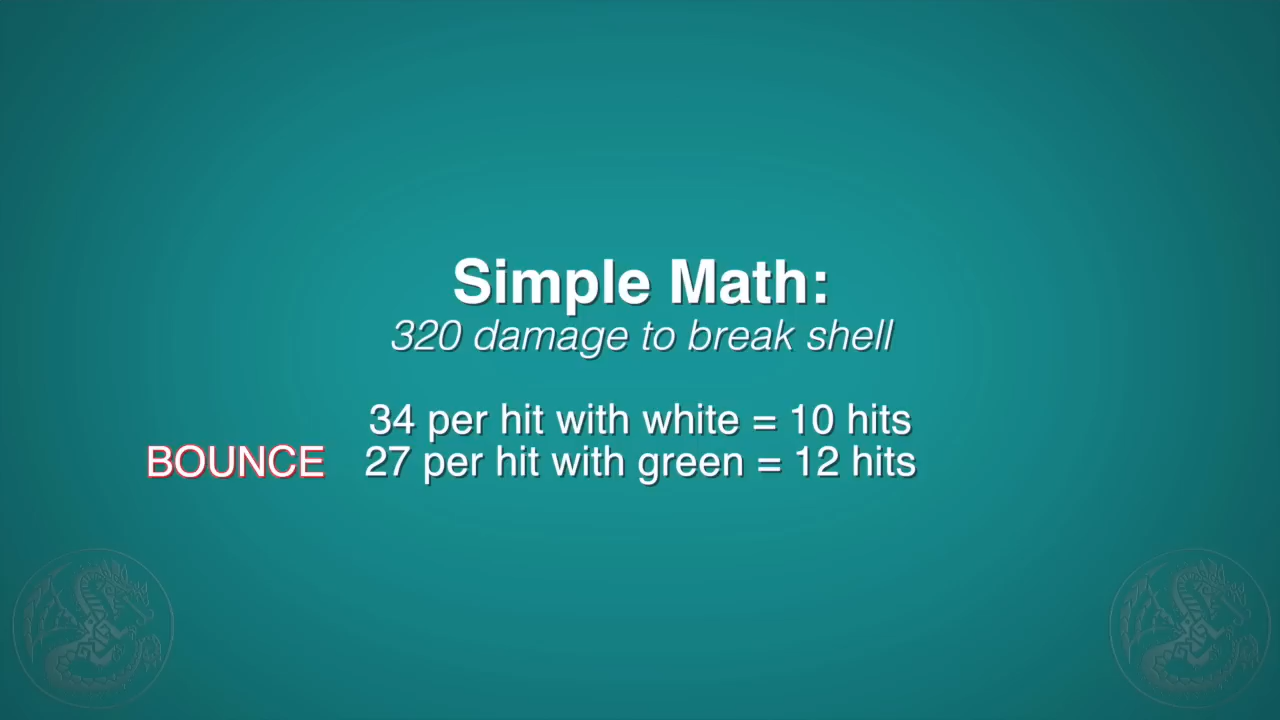 Simple Math:
320 damage to break shell
34 per hit with white = 10 hits
BOUNCE 27 per hit with green = 12 hits